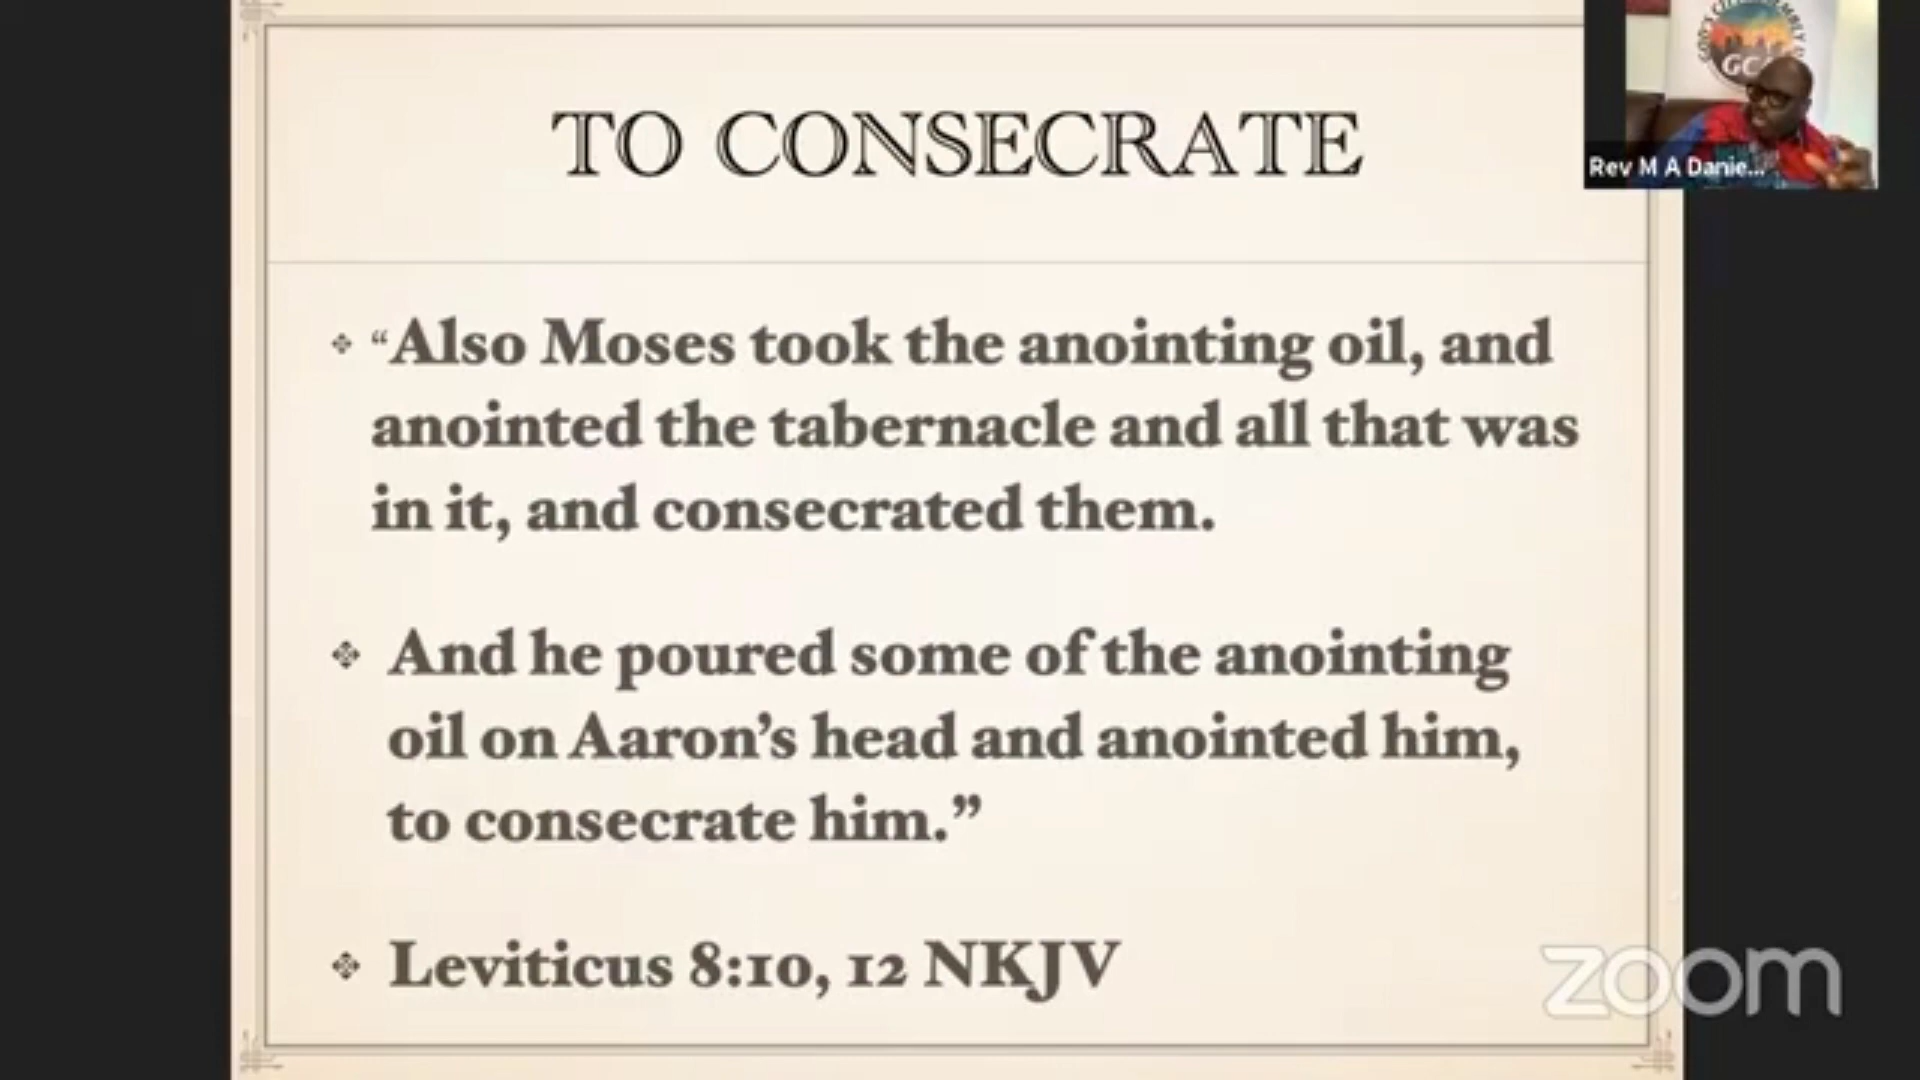 TO CONSECRATE
Rev M A Danie...
“Also Moses took the anointing oil, and
anointed the tabernacle and all that was
in it, and consecrated them.
And he poured some of the anointing
oil on Aaron’s head and anointed him,
to consecrate him.”
Leviticus 8:10, 12 NKJV
zoom